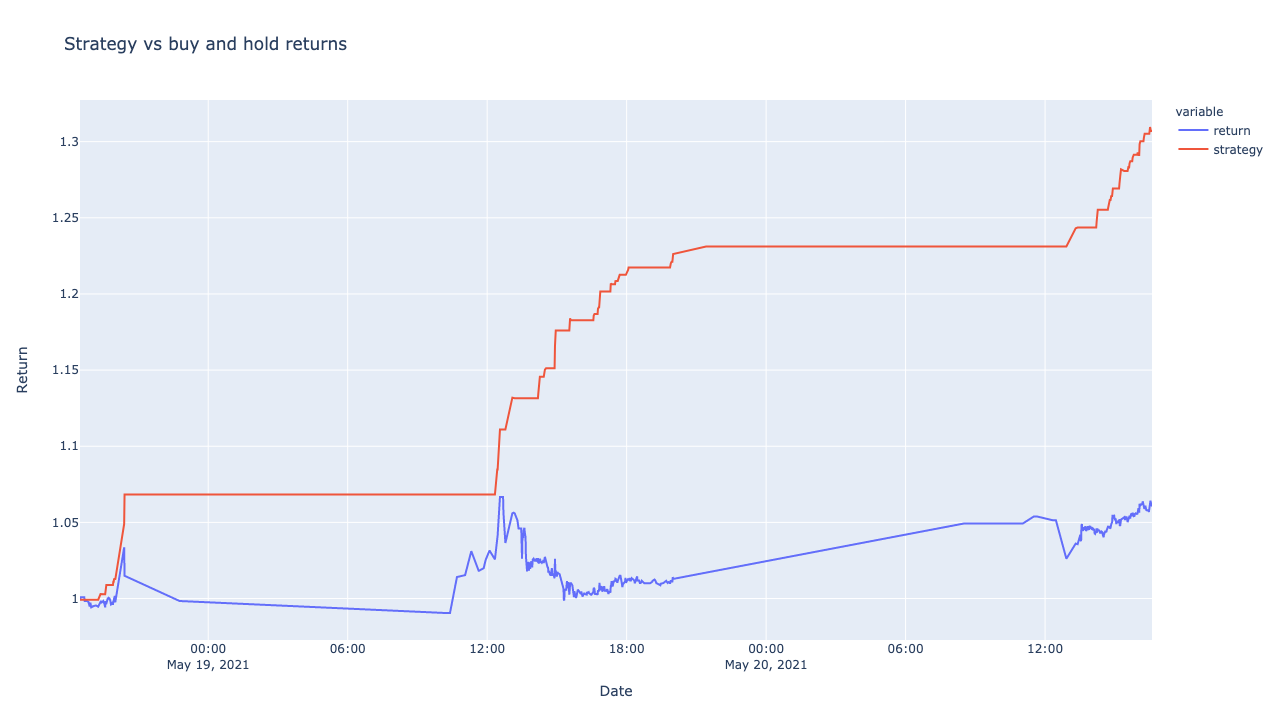 Strategy vs buy and hold returns
variable
return
strategy
Return
1.3
1.25
1.2
1.15
1.1
1.05
1
00:00
May 19, 2021
06:00
12:00
18:00
00:00
May 20, 2021
06:00
12:00
Date